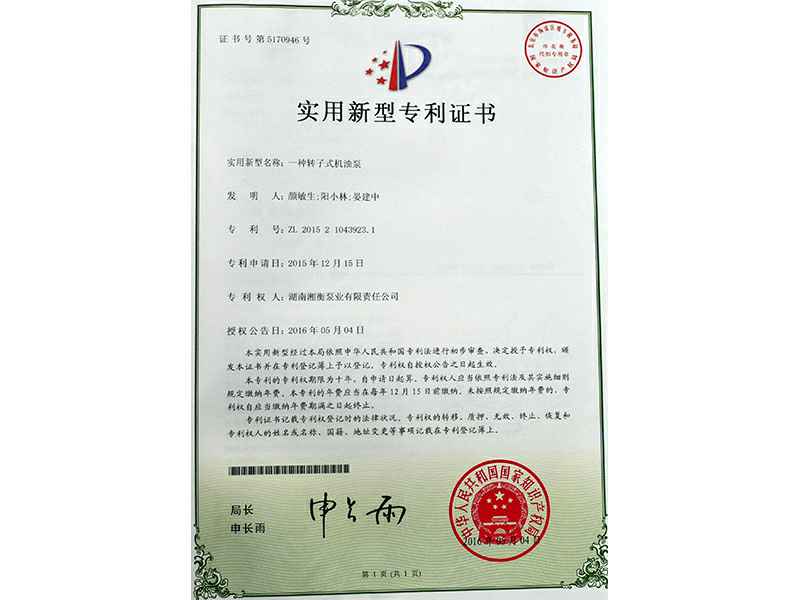 证书号第5170946号
实用新型专利证书
实用新型名称：一种转子式机油泵
发 明 人：颜敏生;阳小林;晏建中
专 利 号：ZL 2015 2 1043923.1
专利申请日：2015年12月15日
专 利 权 人：湖南湘衡泵业有限责任公司
授权公告日：2016年05月04日
本实用新型经过本局依照中华人民共和国专利法进行初步审查，决定授予专利权，颁
发本证书并在专利登记簿上予以登记。专利权自授权公告之日起生效。
本专利的专利权期限为十年，自申请日起算。专利权人应当依照专利法及其实施细则
规定缴纳年费。本专利的年费应当在每年12月15日前缴纳。未按照规定缴纳年费的，专
利权自应当缴纳年费期满之日起终止。
专利证书记载专利权登记时的法律状况。专利权的转移、质押、无效、终止、恢复和
专利权人的姓名或名称、国籍、地址变更等事项记载在专利登记簿上。
局长
申长雨
申长雨
中华人民共和国国家知识产权局
2016年05月04日
第1页(共1页)